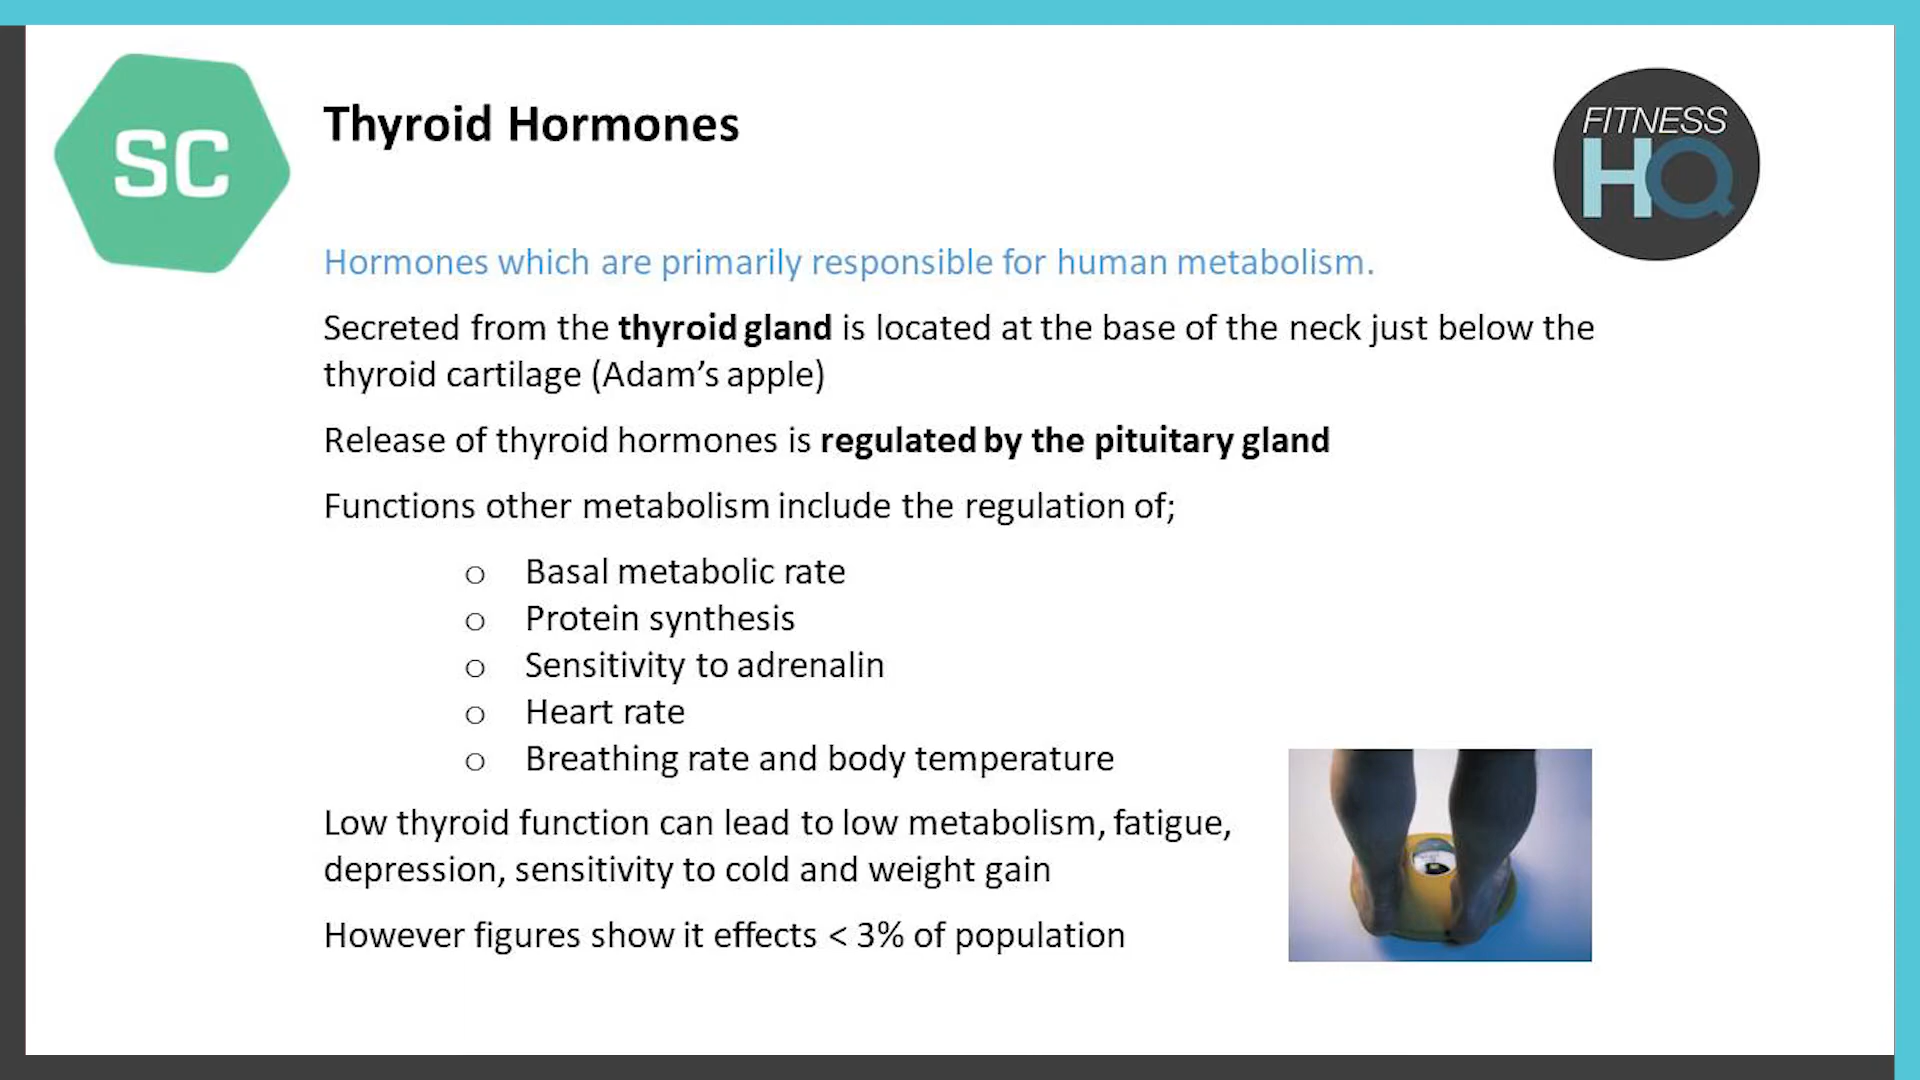 SC
Thyroid Hormones
FITNESS
HQ
Hormones which are primarily responsible for human metabolism.
Secreted from the thyroid gland is located at the base of the neck just below the
thyroid cartilage (Adam’s apple)
Release of thyroid hormones is regulated by the pituitary gland
Functions other metabolism include the regulation of;
o Basal metabolic rate
o Protein synthesis
o Sensitivity to adrenalin
o Heart rate
o Breathing rate and body temperature
Low thyroid function can lead to low metabolism, fatigue,
depression, sensitivity to cold and weight gain
However figures show it effects < 3% of population